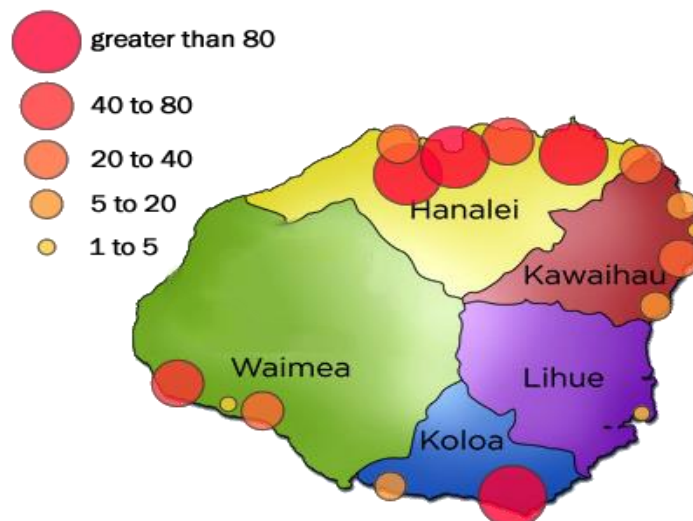 greater than 80
40 to 80
20 to 40
5 to 20
1 to 5
Hanalei
Kawaihau
Waimea
Lihue
Koloa